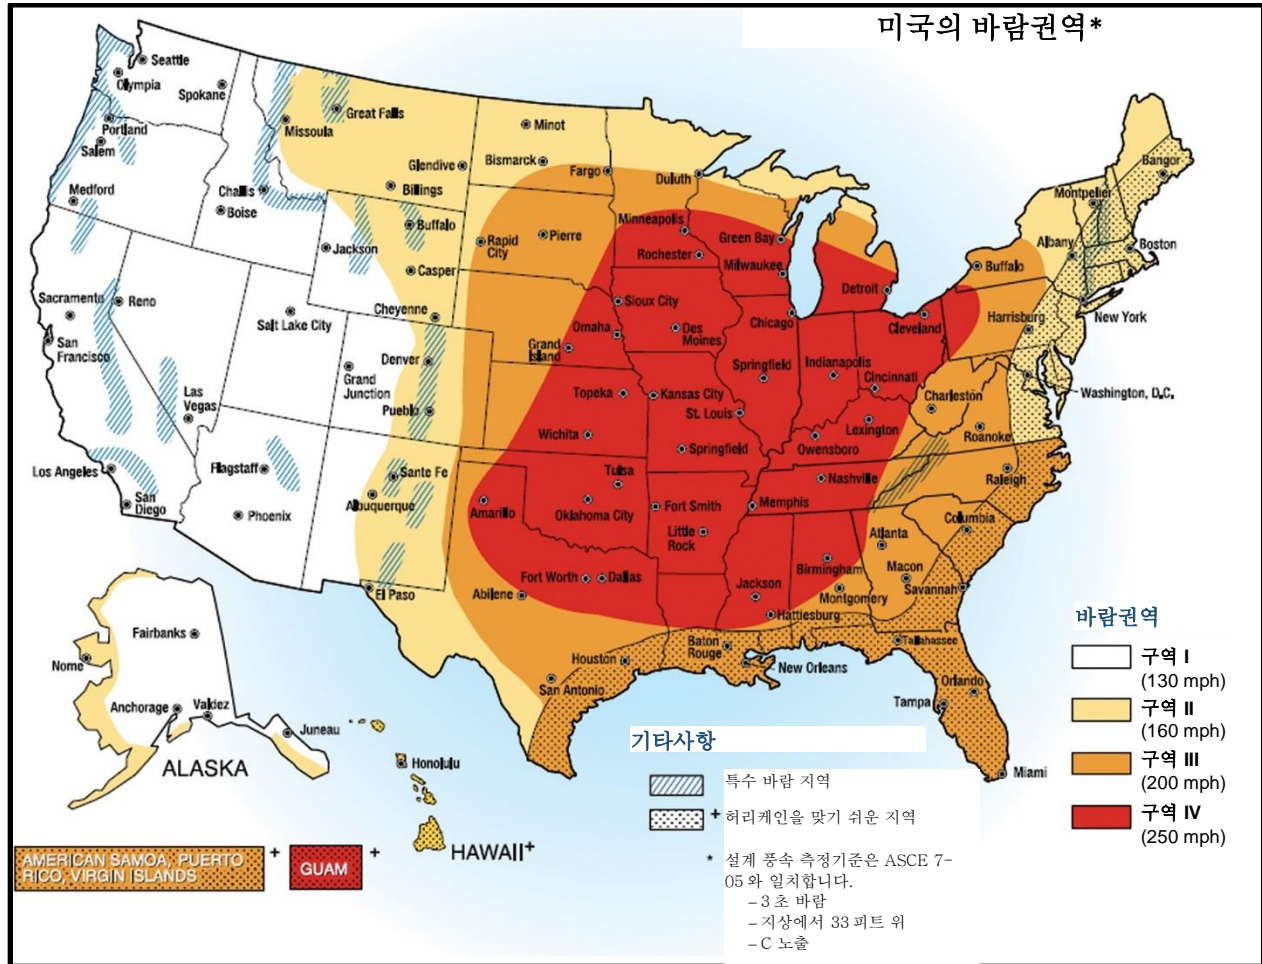 미국의 바람권역*
Seattle
Olympia
Spokane
Portland
Salem
Medford
Missoula
Great Falls
Challis
Boise
Glendive
Billings
Minot
Bismarck
Fargo
Duluth
Buffalo
Jackson
Casper
Rapid
City
Pierre
Minneapolis
Rochester
Green Bay
Milwaukee
Montpelier
Bangor
Albany
Boston
Buffalo
Detroit
Sacramento
Reno
San
Francisco
Salt Lake City
Cheyenne
Sioux City
Omaha
Des
Moines
Grand
Island
Chicago
Cleveland
Harrisburg
New York
Denver
Grand
Junction
Pueblo
Springfield
Indianapolis
Cincinnati
Las
Vegas
Topeka
Kansas City
St. Louis
Charleston
Washington, D.C.
Wichita
Springfield
Lexington
Owensboro
Roanoke
Los Angeles
San
Diego
Flagstaff
Phoenix
Sante Fe
Albuquerque
Tulsa
Amarillo
Oklahoma City
Fort Smith
Little
Rock
Memphis
Nashville
Raleigh
Columbia
Atlanta
Macon
Savannah
El Paso
Abilene
Fort Worth
Dallas
Jackson
Birmingham
Montgomery
Hattiesburg
Baton
Rouge
Houston
New Orleans
Tallahassee
San Antonio
Orlando
Tampa
Miami
Fairbanks
Nome
Anchorage
Valdez
Juneau
ALASKA
Honolulu
HAWAII+
AMERICAN SAMOA, PUERTO
RICO, VIRGIN ISLANDS
+
GUAM
+
바람권역
구역 I
(130 mph)
구역 II
(160 mph)
구역 III
(200 mph)
구역 IV
(250 mph)
기타사항
특수 바람 지역
+ 허리케인을 맞기 쉬운 지역
* 설계 풍속 측정기준은 ASCE 7-
05와 일치합니다.
–3초 바람
–지상에서 33피트 위
–C 노출